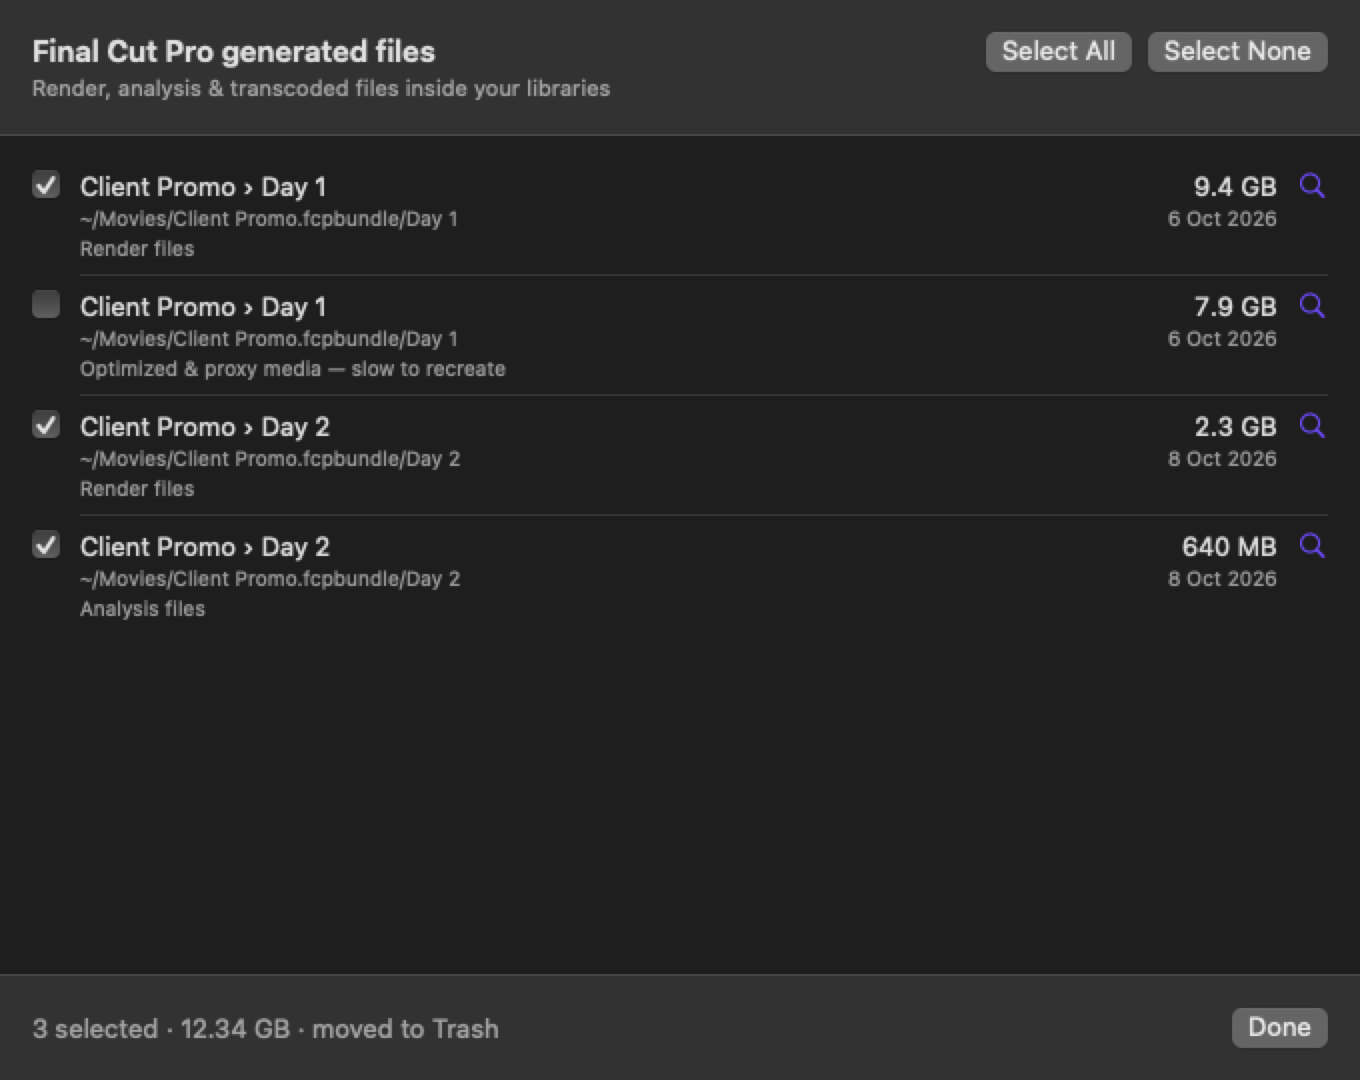 Final Cut Pro generated files
Select All
Select None
Render, analysis & transcoded files inside your libraries
Client Promo › Day 1
9.4 GB
~/Movies/Client Promo.fcpbundle/Day 1
6 Oct 2026
Render files
Client Promo › Day 1
7.9 GB
~/Movies/Client Promo.fcpbundle/Day 1
6 Oct 2026
Optimized & proxy media — slow to recreate
Client Promo › Day 2
2.3 GB
~/Movies/Client Promo.fcpbundle/Day 2
8 Oct 2026
Render files
Client Promo › Day 2
640 MB
~/Movies/Client Promo.fcpbundle/Day 2
8 Oct 2026
Analysis files
3 selected · 12.34 GB · moved to Trash
Done